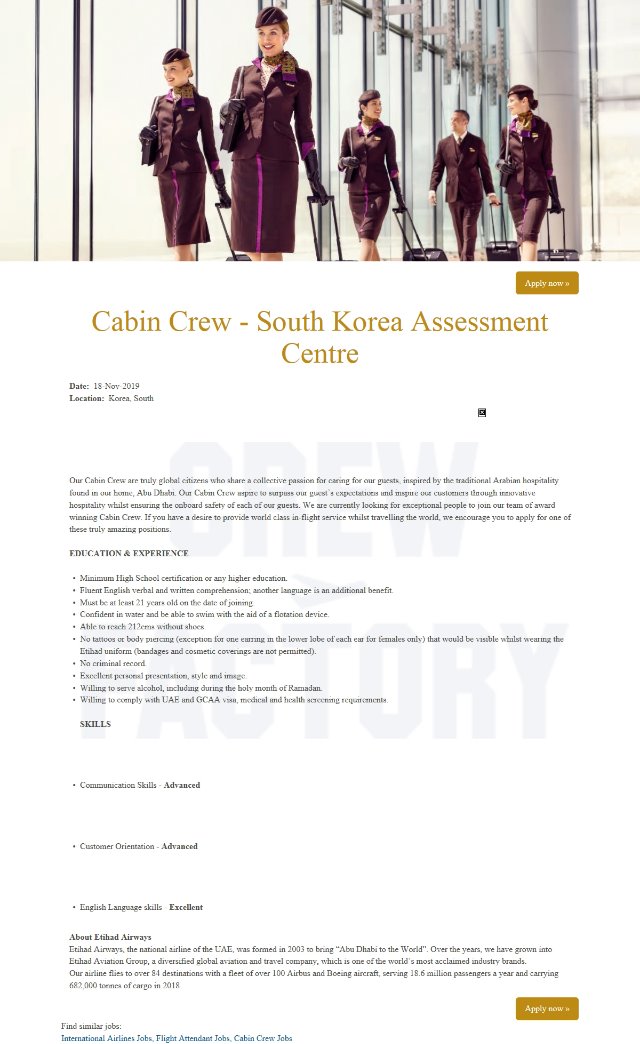 Apply now »
Cabin Crew - South Korea Assessment
Centre
Date: 18-Nov-2019
Location: Korea, South
CREW
FACTORY
Our Cabin Crew are truly global citizens who share a collective passion for caring for our guests, inspired by the traditional Arabian hospitality
found in our home, Abu Dhabi. Our Cabin Crew aspire to surpass our guest's expectations and inspire our customers through innovative
hospitality whilst ensuring the onboard safety of each of our guests. We are currently looking for exceptional people to join our team of award
winning Cabin Crew. If you have a desire to provide world class in-flight service whilst travelling the world, we encourage you to apply for one of
these truly amazing positions.
EDUCATION & EXPERIENCE
• Minimum High School certification or any higher education.
• Fluent English verbal and written comprehension; another language is an additional benefit.
• Must be at least 21 years old on the date of joining.
• Confident in water and be able to swim with the aid of a flotation device.
• Able to reach 212cms without shoes.
• No tattoos or body piercing (exception for one earring in the lower lobe of each ear for females only) that would be visible whilst wearing the
Etihad uniform (bandages and cosmetic coverings are not permitted).
• No criminal record.
• Excellent personal presentation, style and image.
• Willing to serve alcohol, including during the holy month of Ramadan.
• Willing to comply with UAE and GCAA visa, medical and health screening requirements.
SKILLS
• Communication Skills - Advanced
• Customer Orientation - Advanced
• English Language skills - Excellent
About Etihad Airways
Etihad Airways, the national airline of the UAE, was formed in 2003 to bring "Abu Dhabi to the World". Over the years, we have grown into
Etihad Aviation Group, a diversified global aviation and travel company, which is one of the world's most acclaimed industry brands.
Our airline flies to over 84 destinations with a fleet of over 100 Airbus and Boeing aircraft, serving 18.6 million passengers a year and carrying
682,000 tonnes of cargo in 2018
Apply now »
Find similar jobs:
International Airlines Jobs, Flight Attendant Jobs, Cabin Crew Jobs